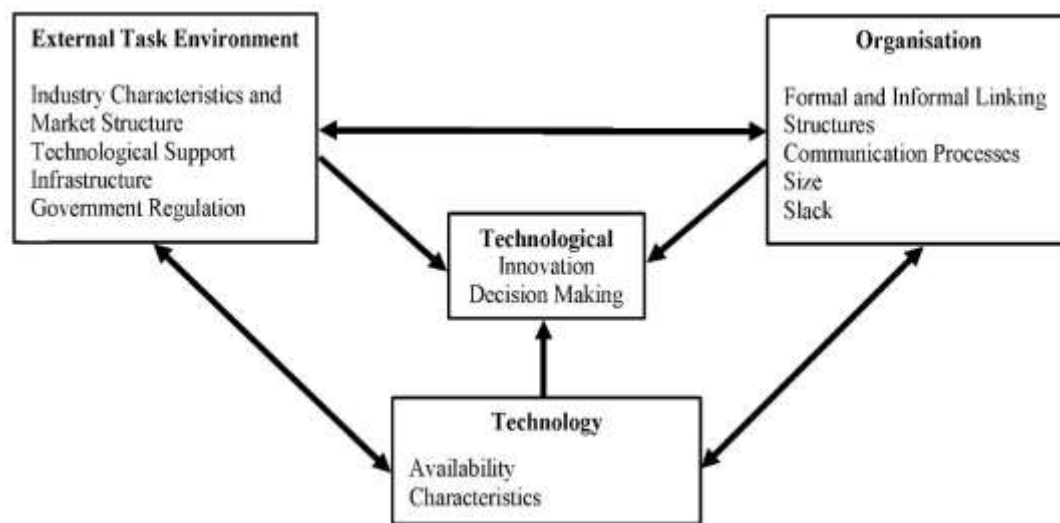 External Task Environment
Industry Characteristics and
Market Structure
Technological Support
Infrastructure
Government Regulation
Organisation
Formal and Informal Linking
Structures
Communication Processes
Size
Slack
Technological
Innovation
Decision Making
Technology
Availability
Characteristics